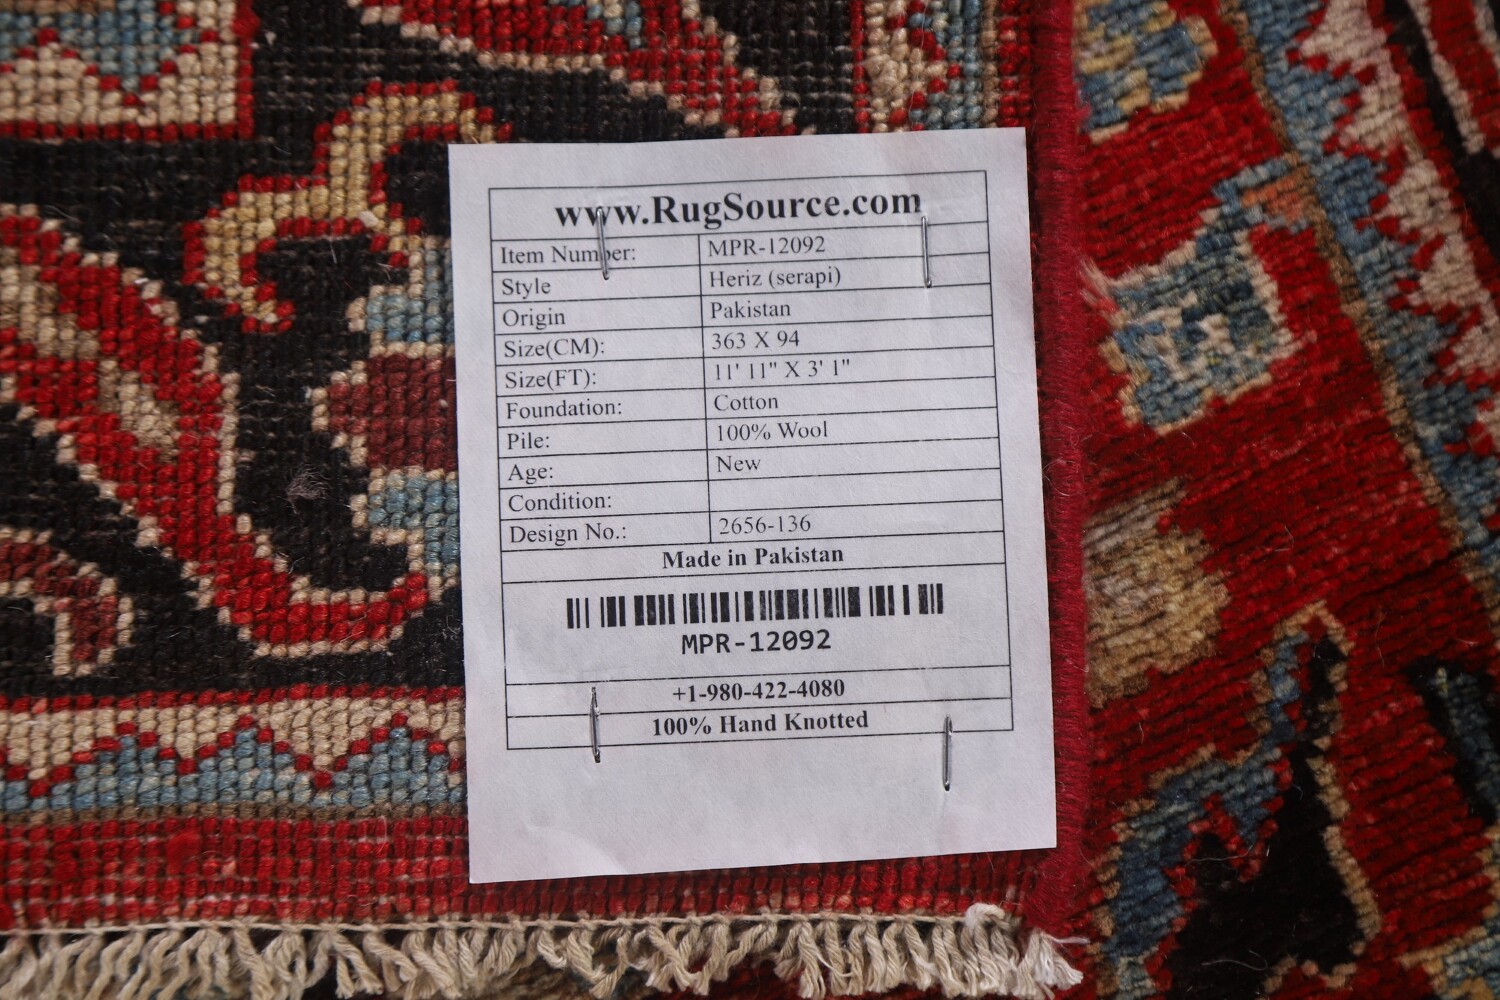 www.RugSource.com
Item Number: MPR-12092
Style Heriz (serapi)
Origin Pakistan
Size(CM): 363 X 94
Size(FT): 11' 11" X 3' 1"
Foundation: Cotton
Pile: 100% Wool
Age: New
Condition:
Design No.: 2656-136
Made in Pakistan
MPR-12092
+1-980-422-4080
100% Hand Knotted